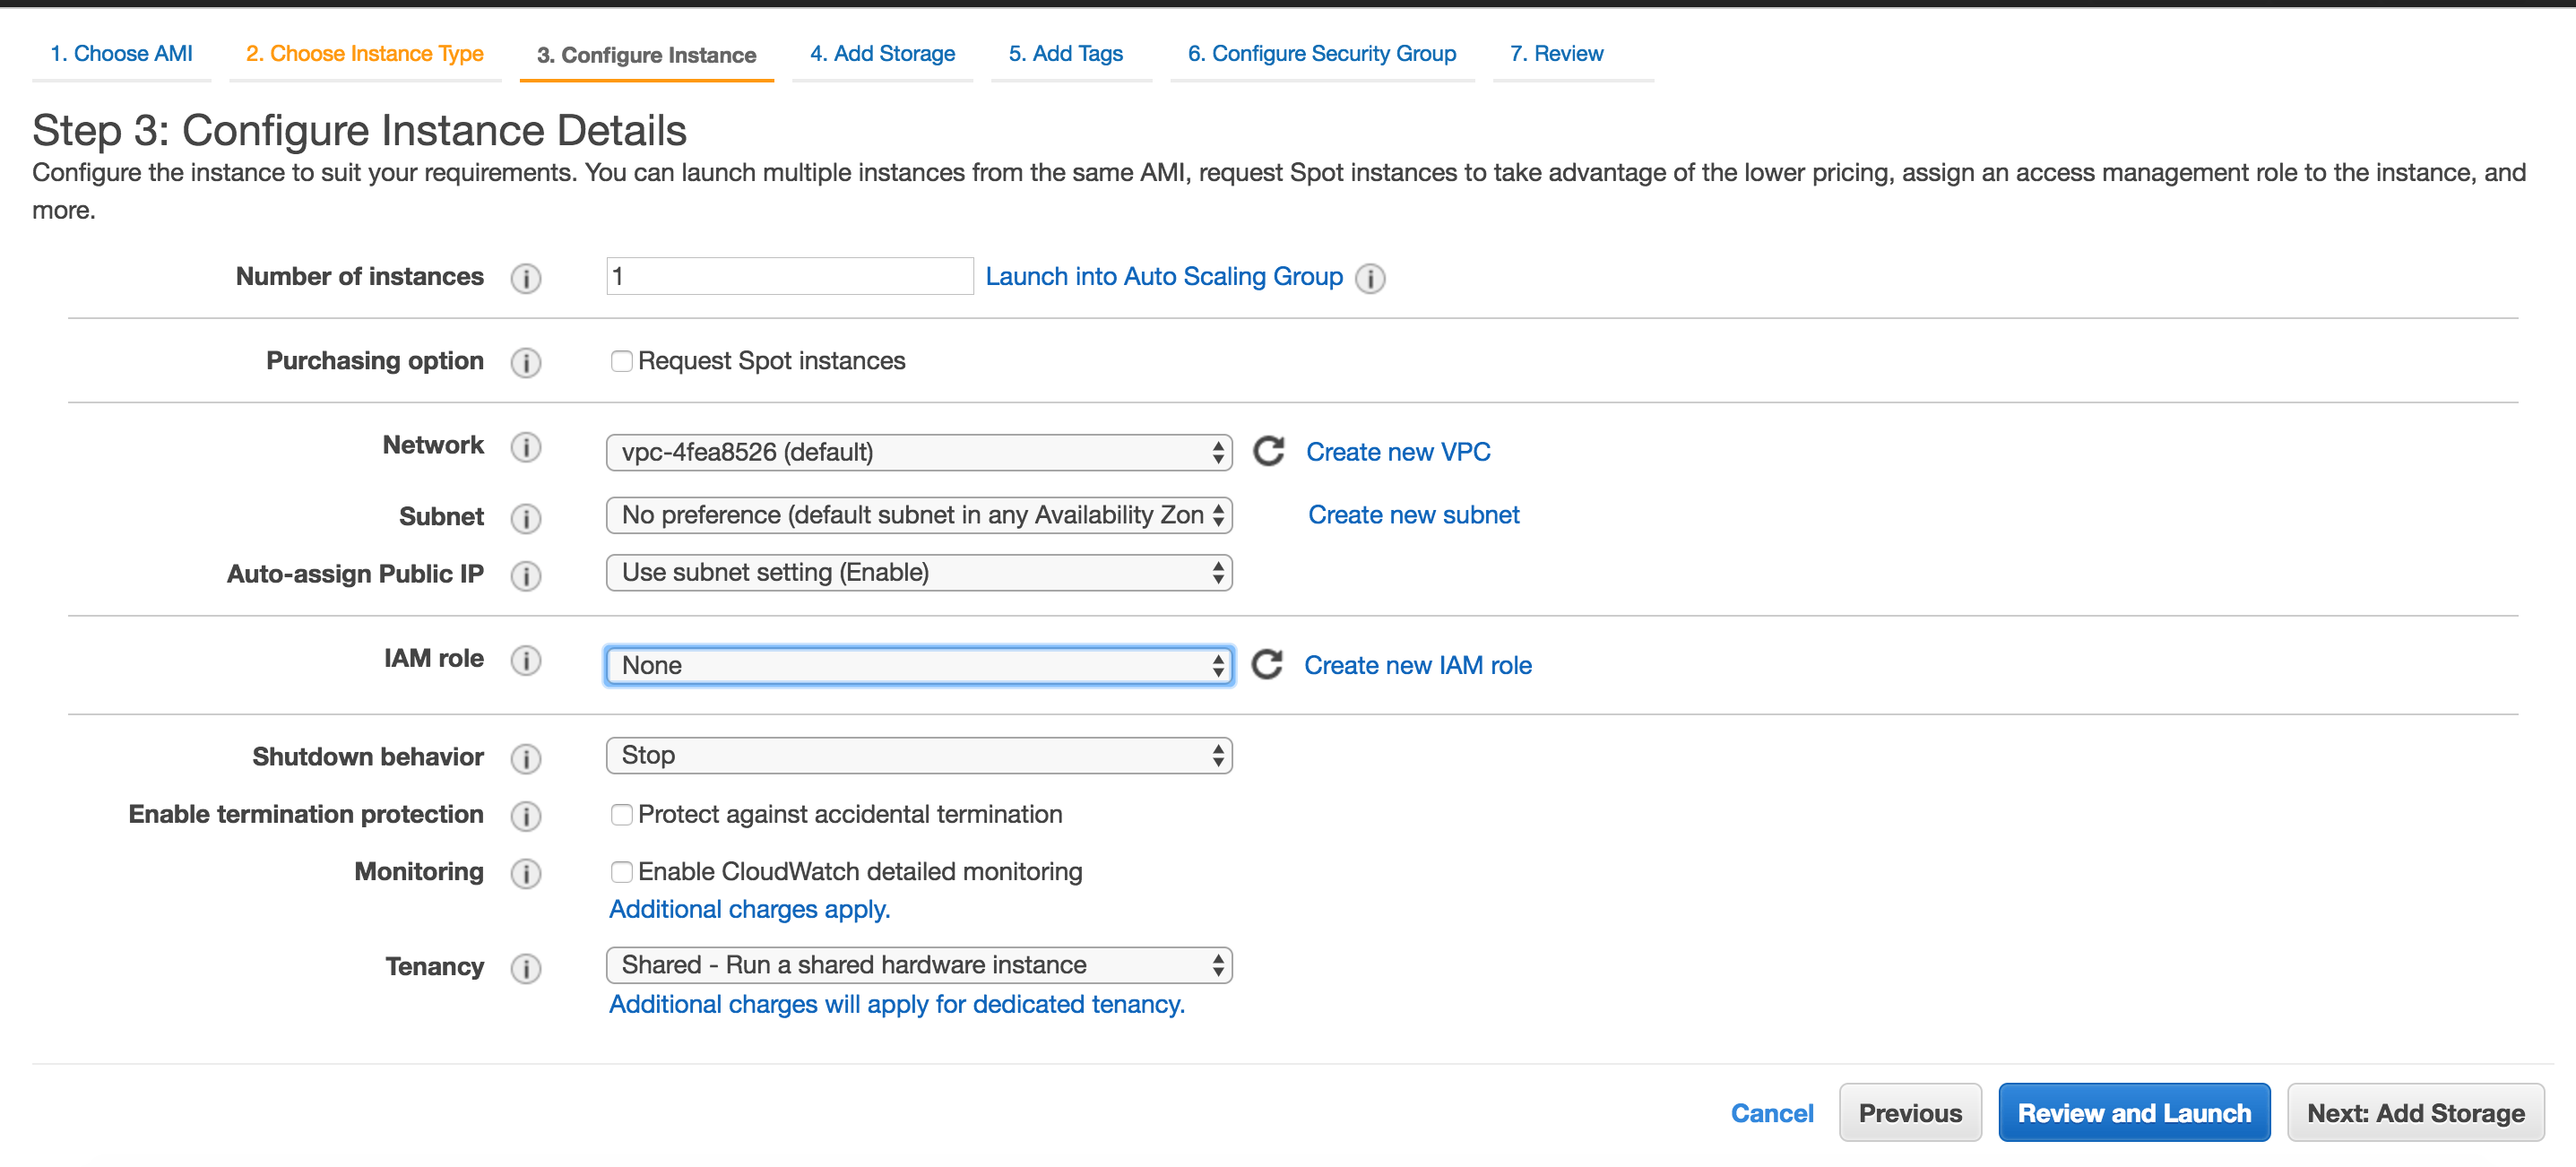 1. Choose AMI 2. Choose Instance Type 3. Configure Instance 4. Add Storage 5. Add Tags 6. Configure Security Group 7. Review
Step 3: Configure Instance Details
Configure the instance to suit your requirements. You can launch multiple instances from the same AMI, request Spot instances to take advantage of the lower pricing, assign an access management role to the instance, and
more.
Number of instances i 1 Launch into Auto Scaling Group i
Purchasing option i Request Spot instances
Network i vpc-4fea8526 (default) Create new VPC
Subnet i No preference (default subnet in any Availability Zon Create new subnet
Auto-assign Public IP i Use subnet setting (Enable)
IAM role i None Create new IAM role
Shutdown behavior i Stop
Enable termination protection i Protect against accidental termination
Monitoring i Enable CloudWatch detailed monitoring
Additional charges apply.
Tenancy i Shared - Run a shared hardware instance
Additional charges will apply for dedicated tenancy.
Cancel Previous Review and Launch Next: Add Storage